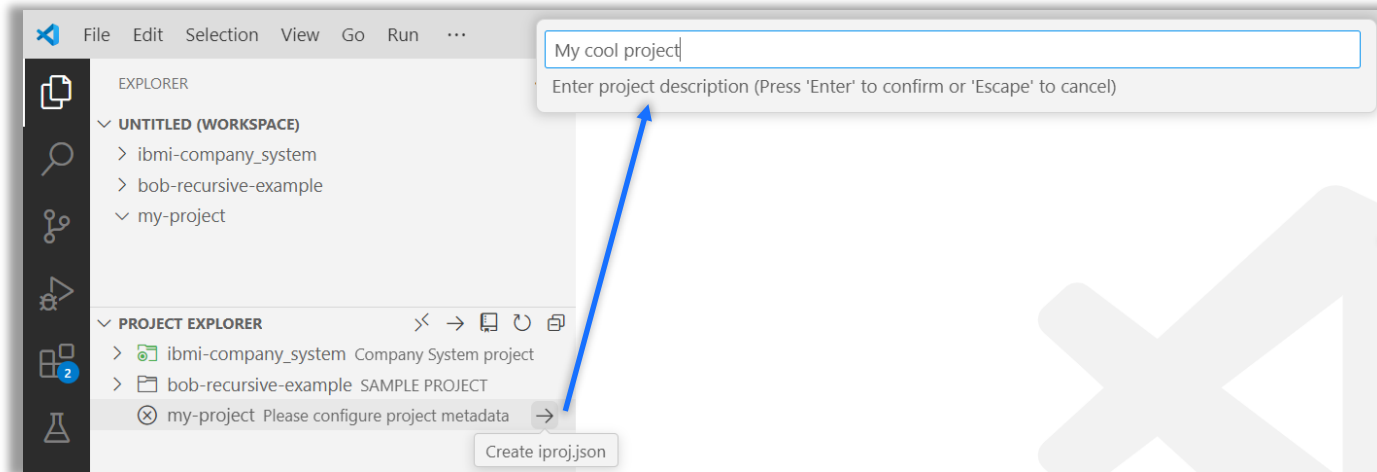 File Edit Selection View Go Run ···
My cool project
Enter project description (Press 'Enter' to confirm or 'Escape' to cancel)
EXPLORER
UNTITLED (WORKSPACE)
ibmi-company_system
bob-recursive-example
my-project
PROJECT EXPLORER
ibmi-company_system Company System project
2
bob-recursive-example SAMPLE PROJECT
my-project Please configure project metadata
Create iproj.json